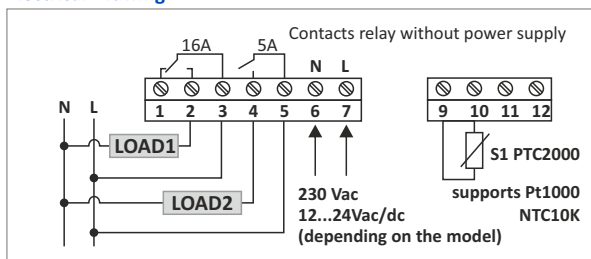 Contacts relay without power supply
16A 5A
N L
1 2 3 4 5 6 7
9 10 11 12
N L
LOAD1
LOAD2
230 Vac
12...24Vac/dc
(depending on the model)
S1 PTC2000
supports Pt1000
NTC10K